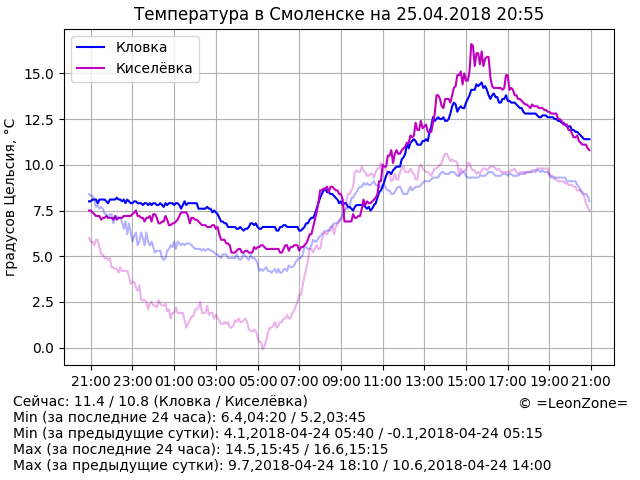 Температура в Смоленске на 25.04.2018 20:55
Кловка
Киселёвка
градусов Цельсия, °C
15.0
12.5
10.0
7.5
5.0
2.5
0.0
21:00 23:00 01:00 03:00 05:00 07:00 09:00 11:00 13:00 15:00 17:00 19:00 21:00
Сейчас: 11.4 / 10.8 (Кловка / Киселёвка)
© =LeonZone=
Min (за последние 24 часа): 6.4,04:20 / 5.2,03:45
Min (за предыдущие сутки): 4.1,2018-04-24 05:40 / -0.1,2018-04-24 05:15
Max (за последние 24 часа): 14.5,15:45 / 16.6,15:15
Max (за предыдущие сутки): 9.7,2018-04-24 18:10 / 10.6,2018-04-24 14:00